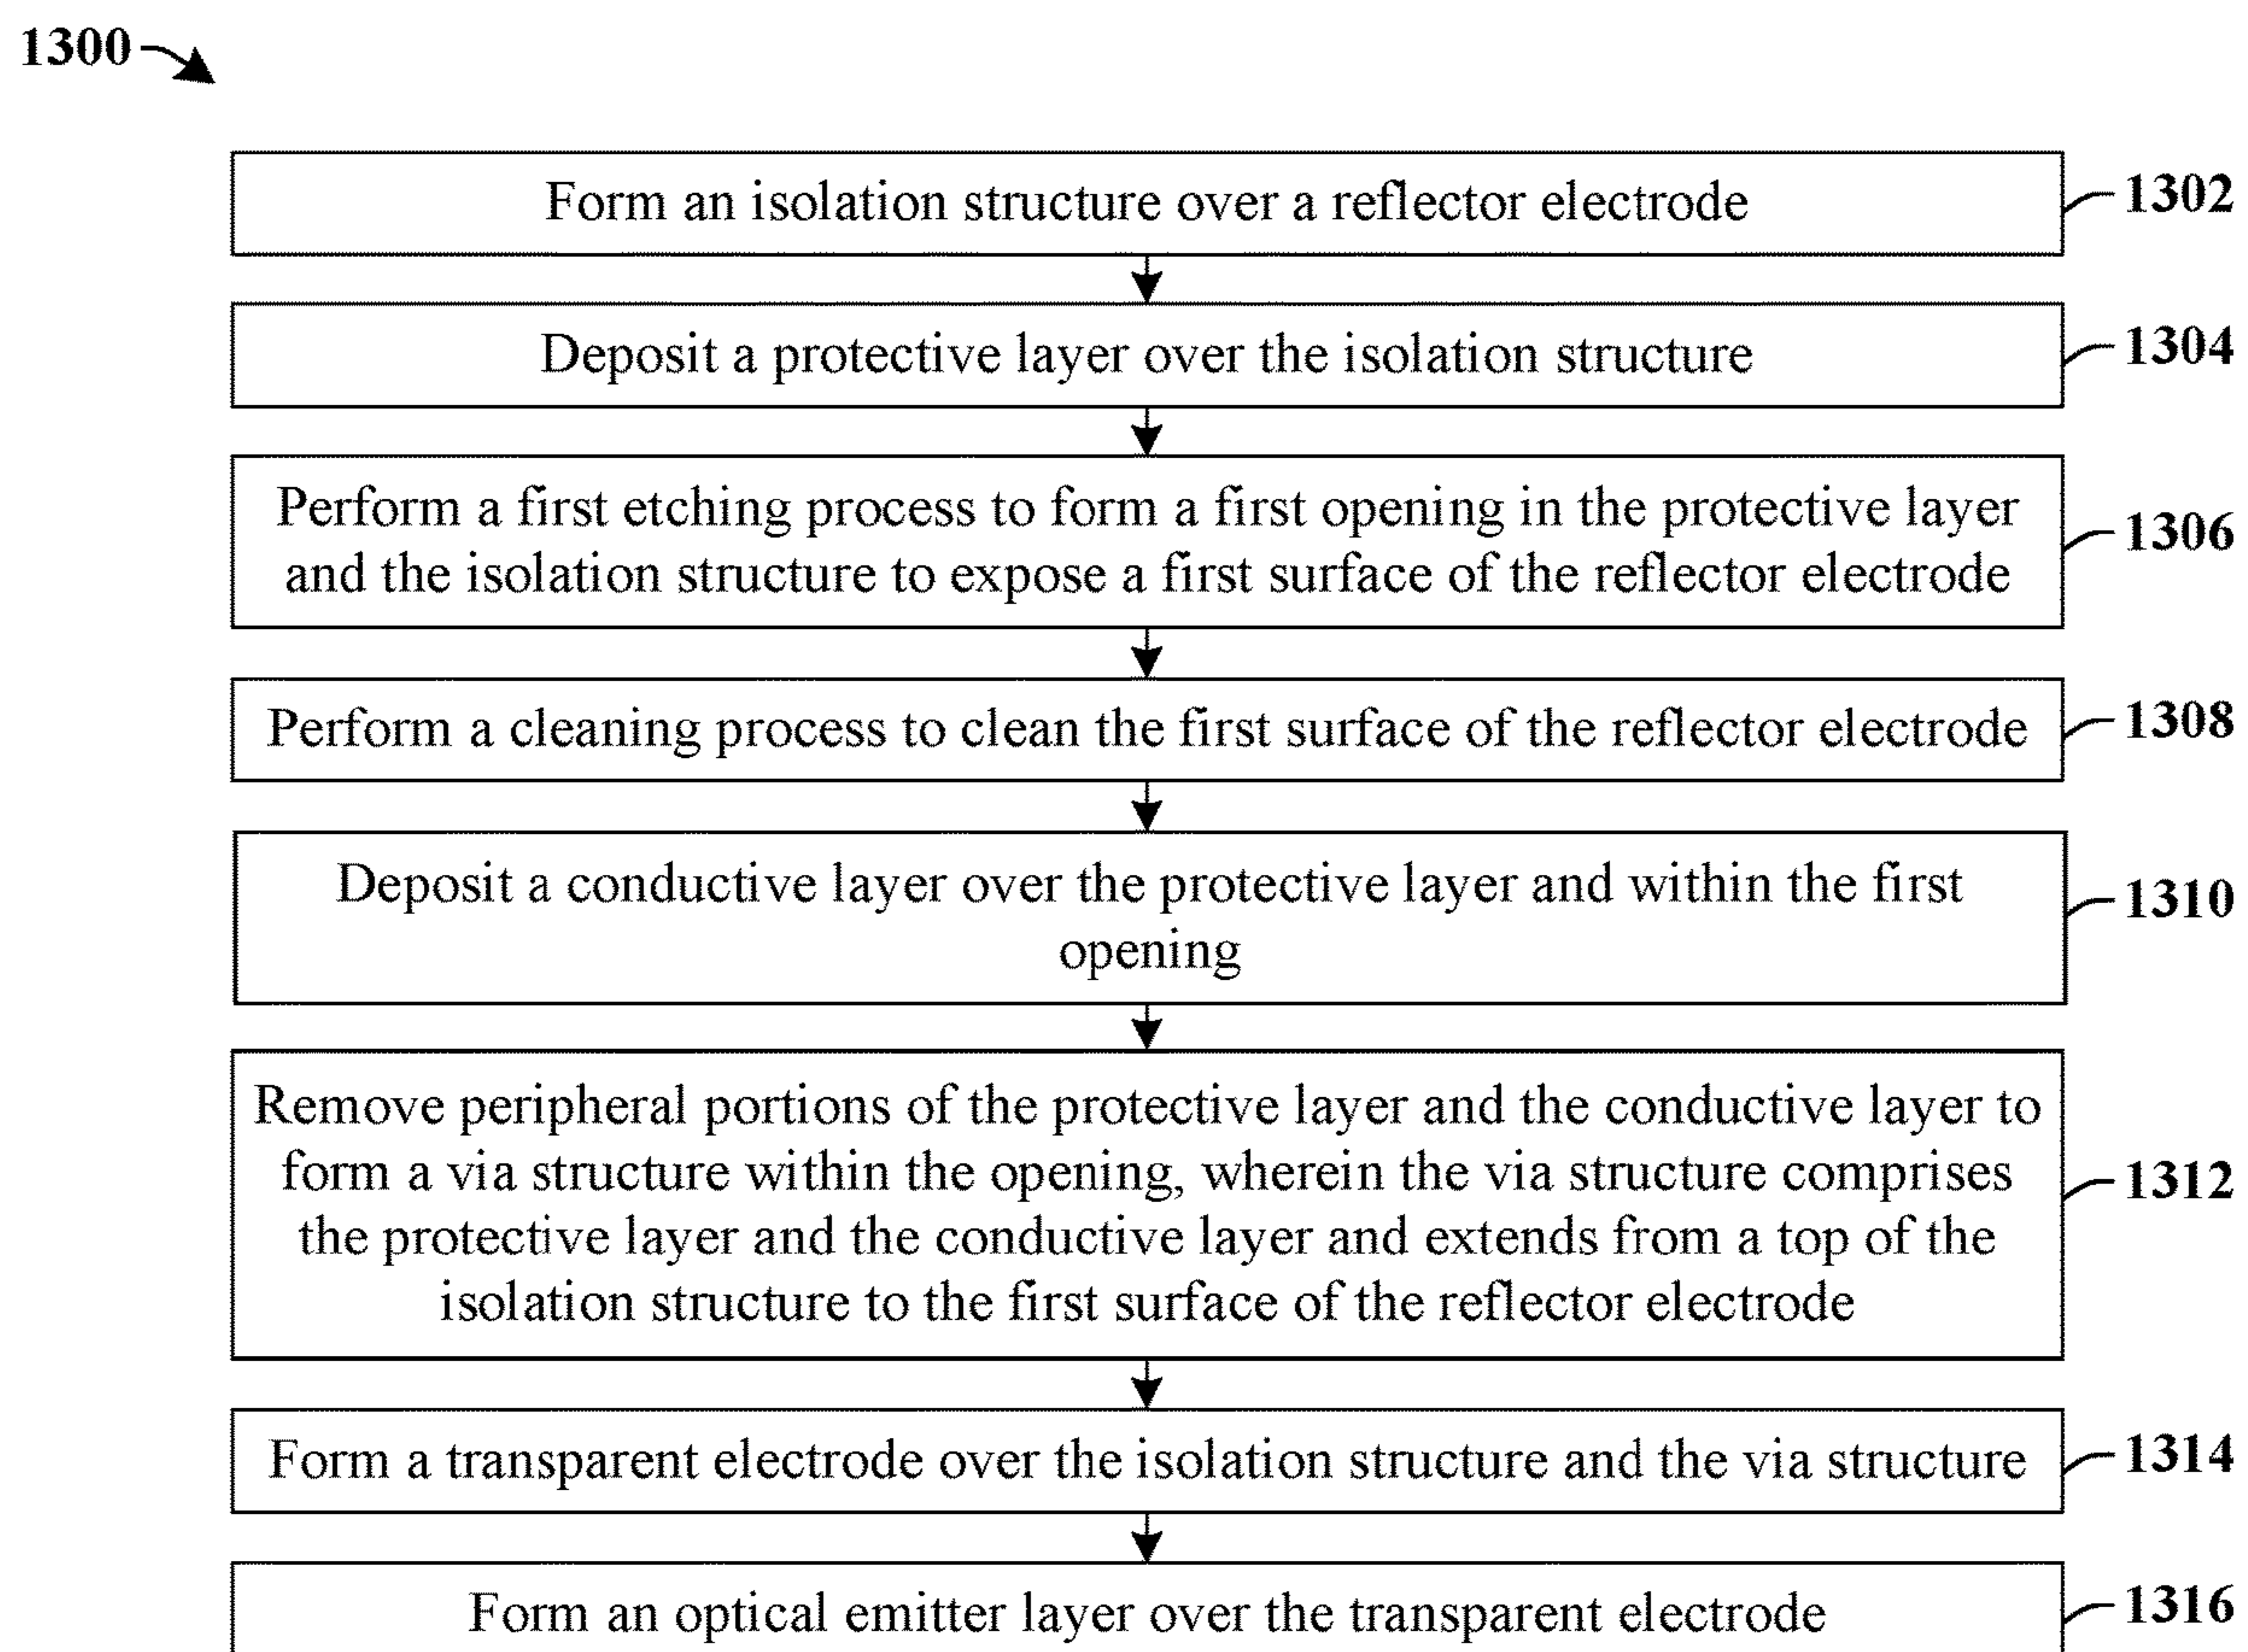 1300
Form an isolation structure over a reflector electrode
1302
Deposit a protective layer over the isolation structure
1304
Perform a first etching process to form a first opening in the protective layer
and the isolation structure to expose a first surface of the reflector electrode
1306
Perform a cleaning process to clean the first surface of the reflector electrode
1308
Deposit a conductive layer over the protective layer and within the first
opening
1310
Remove peripheral portions of the protective layer and the conductive layer to
form a via structure within the opening, wherein the via structure comprises
the protective layer and the conductive layer and extends from a top of the
isolation structure to the first surface of the reflector electrode
1312
Form a transparent electrode over the isolation structure and the via structure
1314
Form an optical emitter layer over the transparent electrode
1316